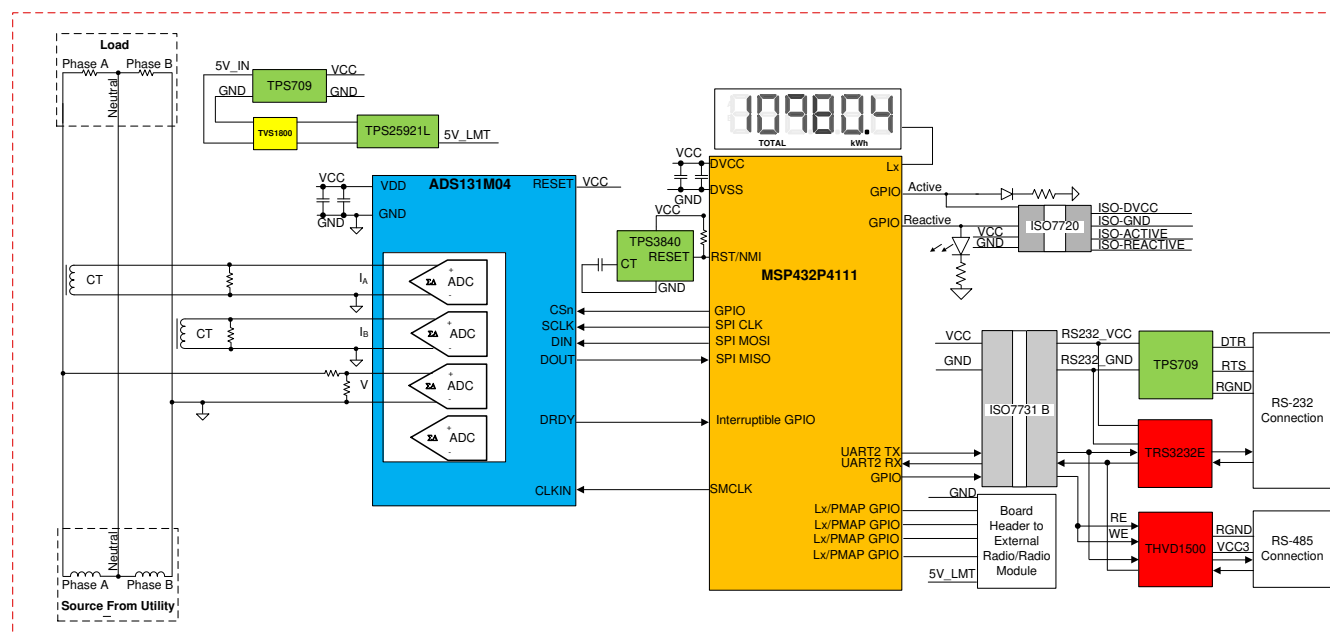 Load
Phase A
Phase B
Neutral
5V_IN
GND
TPS709
VCC
GND
TVS1800
TPS25921L
5V_LMT
10980.4
TOTAL
kWh
VCC
GND
VDD
GND
ADS131M04
RESET
VCC
CT
CT
IA
IB
V
ΣΔ
+
-
ADC
ΣΔ
+
-
ADC
ΣΔ
+
-
ADC
ΣΔ
+
-
ADC
CSn
SCLK
DIN
DOUT
DRDY
CLKIN
VCC
GND
VCC
TPS3840
RESET
CT
GND
DVCC
DVSS
RST/NMI
MSP432P4111
GPIO
SPI CLK
SPI MOSI
SPI MISO
Interruptible GPIO
SMCLK
Lx
GPIO
GPIO
UART2 TX
UART2 RX
GPIO
Lx/PMAP GPIO
Lx/PMAP GPIO
Lx/PMAP GPIO
Lx/PMAP GPIO
Active
Reactive
VCC
GND
ISO7720
ISO-DVCC
ISO-GND
ISO-ACTIVE
ISO-REACTIVE
VCC
GND
ISO7731 B
RS232_VCC
RS232_GND
TPS709
DTR
RTS
RGND
RS-232
Connection
TRS3232E
GND
5V_LMT
Board
Header to
External
Radio/Radio
Module
RE
WE
THVD1500
RGND
VCC3
RS-485
Connection
Neutral
Phase A
Phase B
Source From Utility